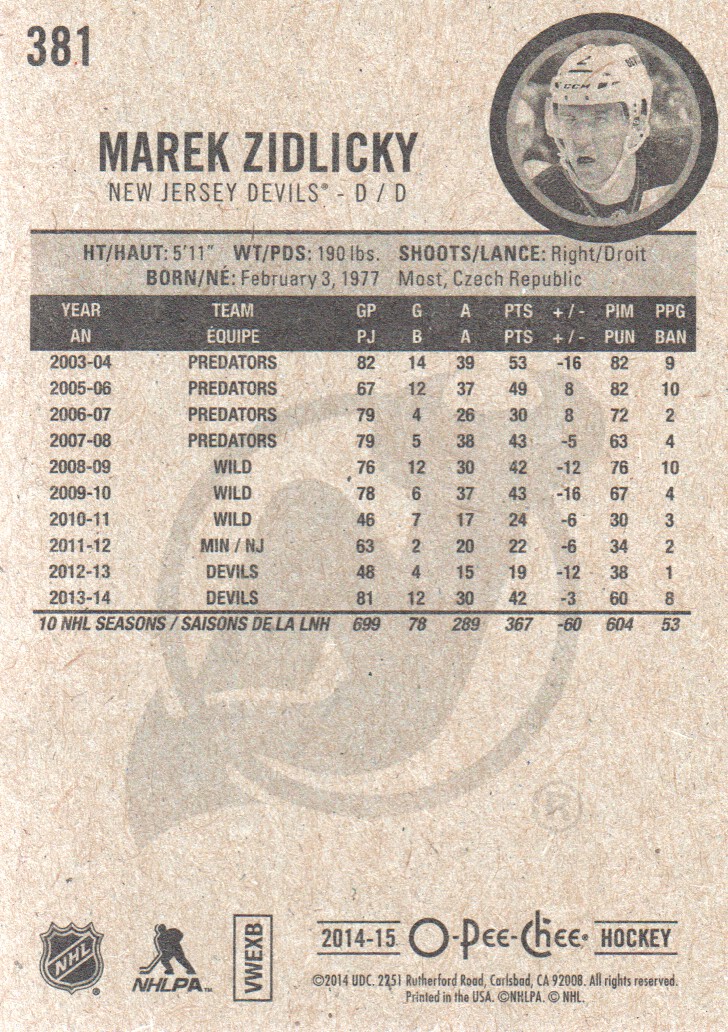 381
MAREK ZIDLICKY
NEW JERSEY DEVILS® - D / D
HT/HAUT: 5'11" WT/PDS: 190 lbs. SHOOTS/LANCE: Right/Droit
BORN/NÉ: February 3, 1977 Most, Czech Republic
YEAR TEAM GP G A PTS +/- PIM PPG
AN ÉQUIPE PJ B A PTS +/- PUN BAN
2003-04 PREDATORS 82 14 39 53 -16 82 9
2005-06 PREDATORS 67 12 37 49 8 82 10
2006-07 PREDATORS 79 4 26 30 8 72 2
2007-08 PREDATORS 79 5 38 43 -5 63 4
2008-09 WILD 76 12 30 42 -12 76 10
2009-10 WILD 78 6 37 43 -16 67 4
2010-11 WILD 46 7 17 24 -6 30 3
2011-12 MIN / NJ 63 2 20 22 -6 34 2
2012-13 DEVILS 48 4 15 19 -12 38 1
2013-14 DEVILS 81 12 30 42 -3 60 8
10 NHL SEASONS / SAISONS DE LA LNH 699 78 289 367 -60 604 53
NHL
NHLPA™
VWEXB
2014-15 O-Pee-Chee® HOCKEY
©2014 UDC. 2251 Rutherford Road, Carlsbad, CA 92008. All rights reserved.
Printed in the USA. ©NHLPA. © NHL.